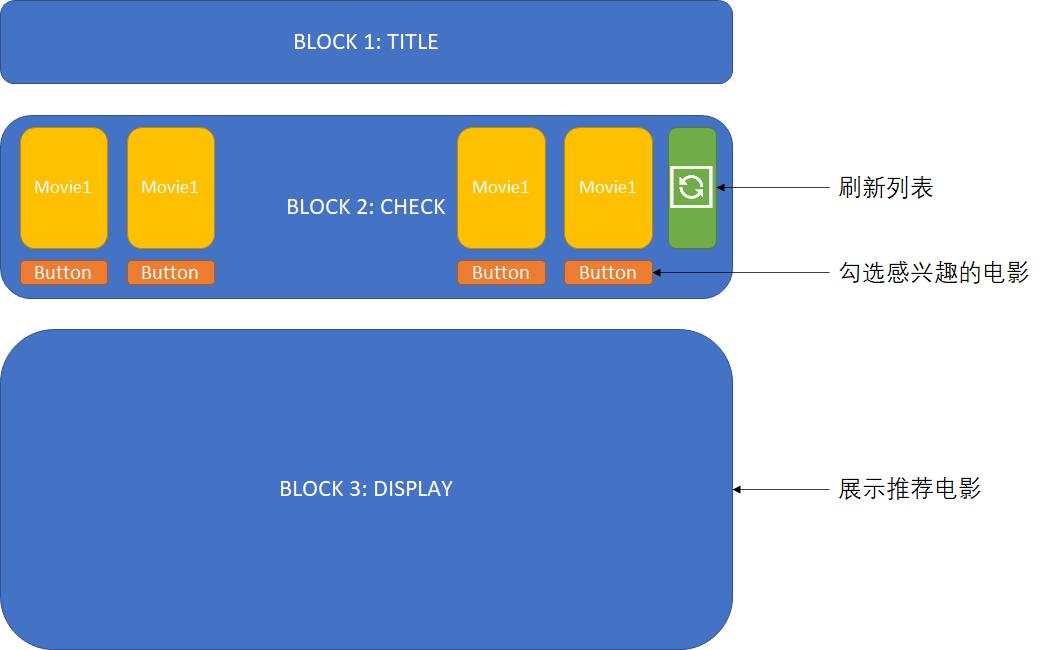 BLOCK 1: TITLE
Movie1
Movie1
BLOCK 2: CHECK
Movie1
Movie1
刷新列表
Button
Button
Button
Button
勾选感兴趣的电影
BLOCK 3: DISPLAY
展示推荐电影